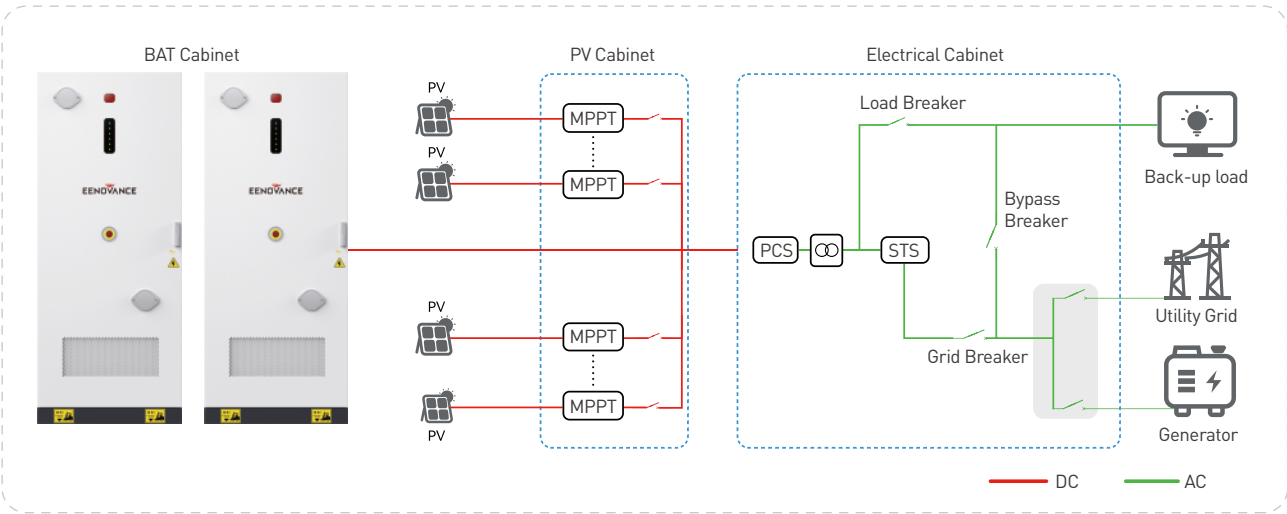 BAT Cabinet
PV Cabinet
Electrical Cabinet
EENOVANCE
EENOVANCE
PV
MPPT
PV
MPPT
PV
MPPT
MPPT
PV
Load Breaker
Back-up load
Bypass
Breaker
PCS
STS
Utility Grid
Grid Breaker
Generator
DC
AC